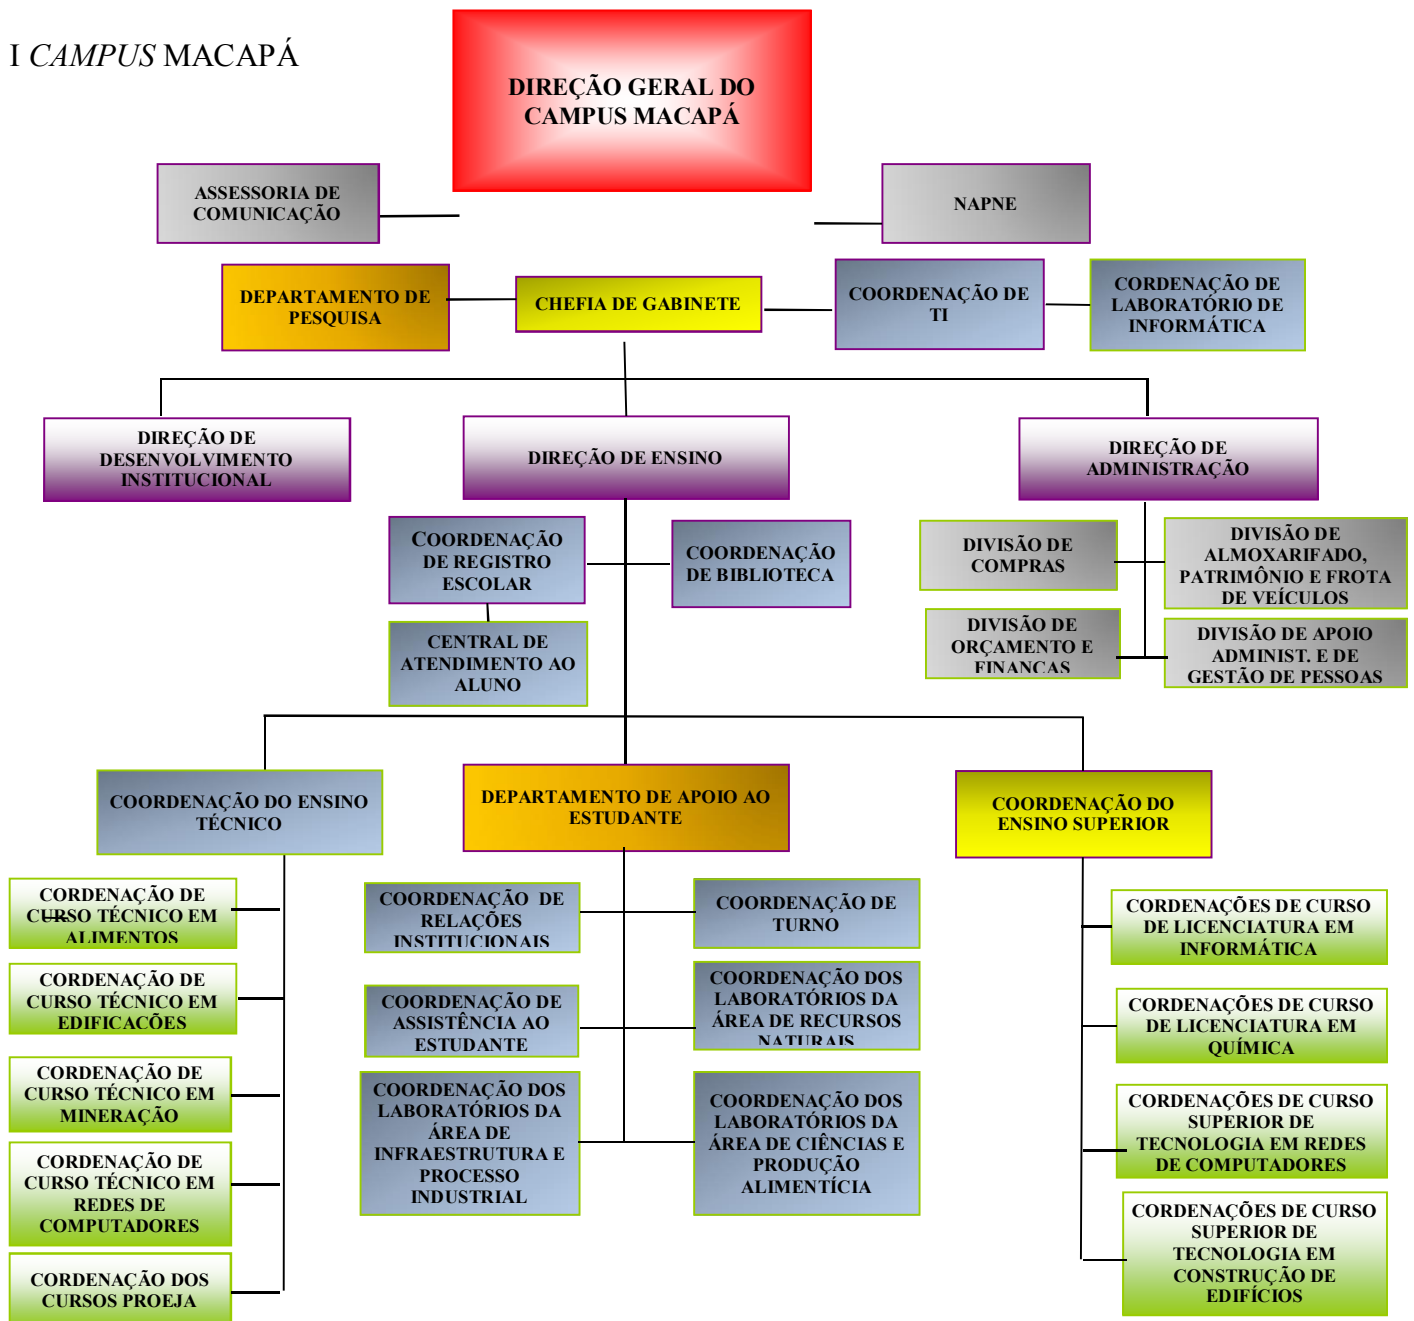 I CAMPUS MACAPÁ
DIREÇÃO GERAL DO
CAMPUS MACAPÁ
ASSESSORIA DE
COMUNICAÇÃO
NAPNE
DEPARTAMENTO DE
PESQUISA
CHEFIA DE GABINETE
COORDENAÇÃO DE
TI
CORDENAÇÃO DE
LABORATÓRIO DE
INFORMÁTICA
DIREÇÃO DE
DESENVOLVIMENTO
INSTITUCIONAL
DIREÇÃO DE ENSINO
DIREÇÃO DE
ADMINISTRAÇÃO
COORDENAÇÃO
DE REGISTRO
ESCOLAR
COORDENAÇÃO
DE BIBLIOTECA
DIVISÃO DE
COMPRAS
DIVISÃO DE
ALMOXARIFADO,
PATRIMÔNIO E FROTA
DE VEÍCULOS
CENTRAL DE
ATENDIMENTO AO
ALUNO
DIVISÃO DE
ORÇAMENTO E
FINANCAS
DIVISÃO DE APOIO
ADMINIST. E DE
GESTÃO DE PESSOAS
COORDENAÇÃO DO ENSINO
TÉCNICO
DEPARTAMENTO DE APOIO AO
ESTUDANTE
COORDENAÇÃO DO
ENSINO SUPERIOR
CORDENAÇÃO DE
CURSO TÉCNICO EM
ALIMENTOS
CORDENAÇÃO DE
CURSO TÉCNICO EM
EDIFICACÕES
CORDENAÇÃO DE
CURSO TÉCNICO EM
MINERAÇÃO
CORDENAÇÃO DE
CURSO TÉCNICO EM
REDES DE
COMPUTADORES
CORDENAÇÃO DOS
CURSOS PROEJA
COORDENAÇÃO DE
RELAÇÕES
INSTITUCIONAIS
COORDENAÇÃO DE
TURNO
COORDENAÇÃO DE
ASSISTÊNCIA AO
ESTUDANTE
COORDENAÇÃO DOS
LABORATÓRIOS DA
ÁREA DE RECURSOS
NATURAIS
COORDENAÇÃO DOS
LABORATÓRIOS DA
ÁREA DE
INFRAESTRUTURA E
PROCESSO
INDUSTRIAL
COORDENAÇÃO DOS
LABORATÓRIOS DA
ÁREA DE CIÊNCIAS E
PRODUÇÃO
ALIMENTÍCIA
CORDENAÇÕES DE CURSO
DE LICENCIATURA EM
INFORMÁTICA
CORDENAÇÕES DE CURSO
DE LICENCIATURA EM
QUÍMICA
CORDENAÇÕES DE CURSO
SUPERIOR DE
TECNOLOGIA EM REDES
DE COMPUTADORES
CORDENAÇÕES DE CURSO
SUPERIOR DE
TECNOLOGIA EM
CONSTRUÇÃO DE
EDIFÍCIOS